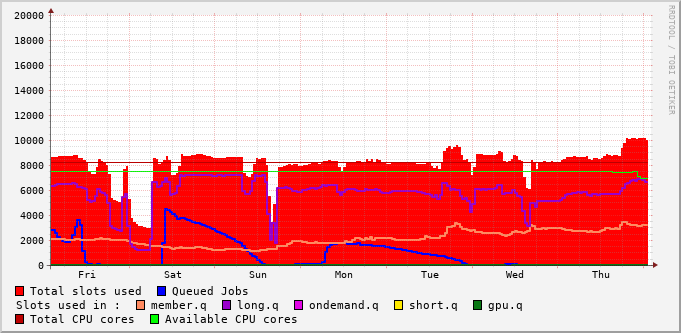 RRDTOOL / TOBI OETIKER
20000
18000
16000
14000
12000
10000
8000
6000
4000
2000
0
Fri Sat Sun Mon Tue Wed Thu
Total slots used Queued Jobs
Slots used in : member.q long.q ondemand.q short.q gpu.q
Total CPU cores Available CPU cores